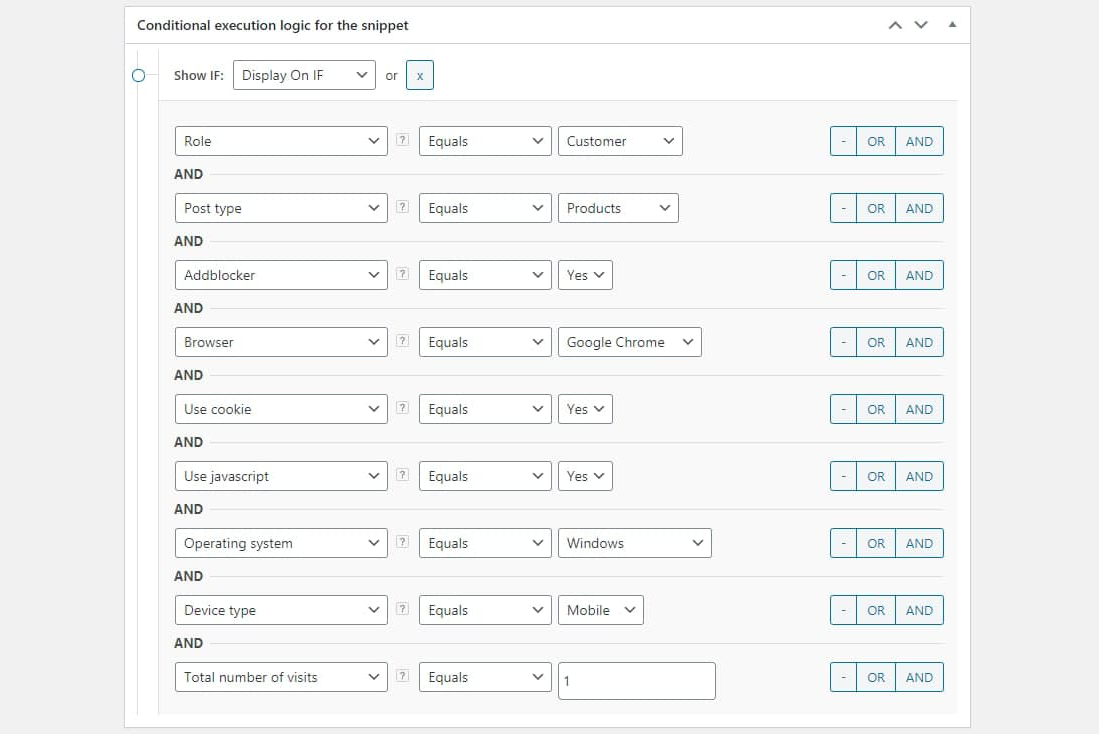 Conditional execution logic for the snippet
Show IF: Display On IF or x
Role ? Equals Customer - OR AND
AND
Post type ? Equals Products - OR AND
AND
Addblocker ? Equals Yes - OR AND
AND
Browser ? Equals Google Chrome - OR AND
AND
Use cookie ? Equals Yes - OR AND
AND
Use javascript ? Equals Yes - OR AND
AND
Operating system ? Equals Windows - OR AND
AND
Device type ? Equals Mobile - OR AND
AND
Total number of visits ? Equals 1 - OR AND